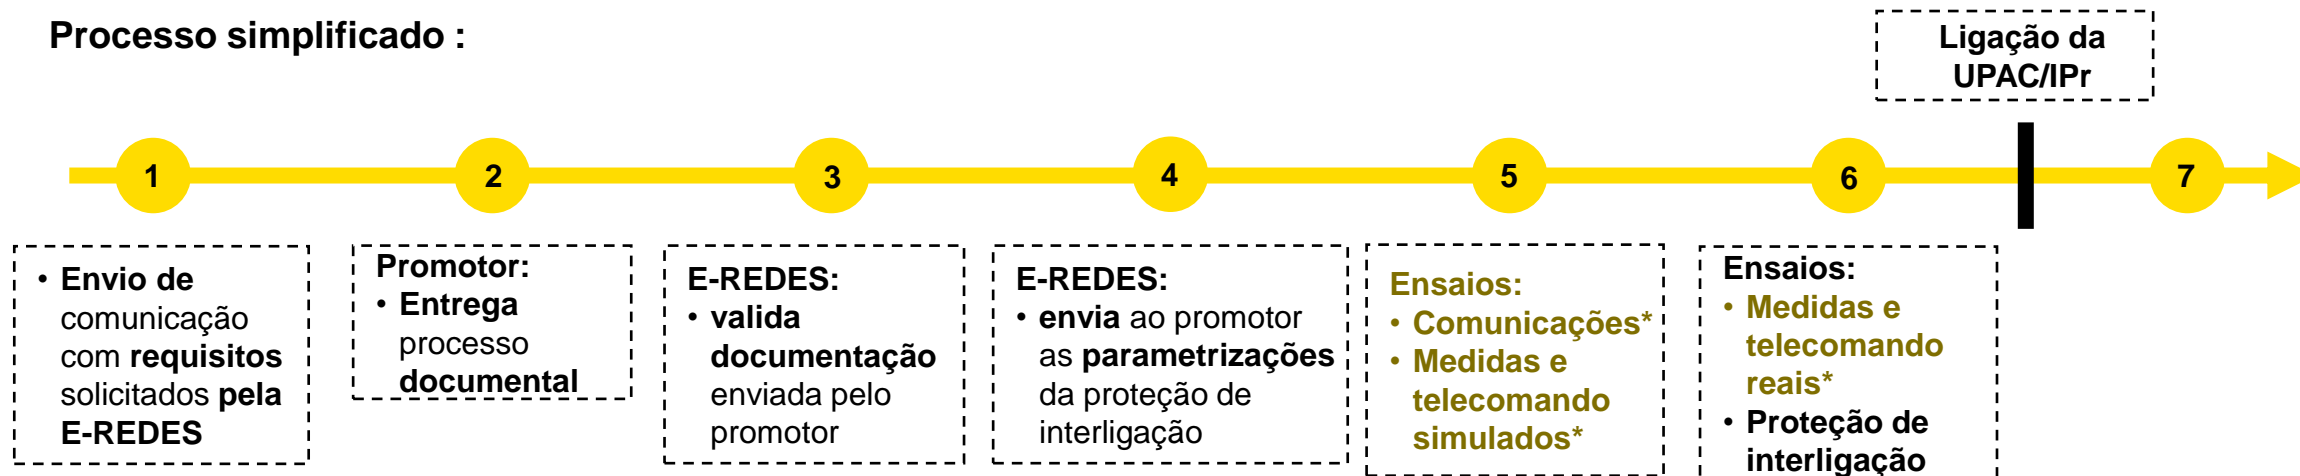 Processo simplificado :
Ligação da
UPAC/IPr
1
2
3
4
5
6
7
• Envio de
comunicação
com requisitos
solicitados pela
E-REDES
Promotor:
• Entrega
processo
documental
E-REDES:
• valida
documentação
enviada pelo
promotor
E-REDES:
• envia ao promotor
as parametrizações
da proteção de
interligação
Ensaios:
• Comunicações*
• Medidas e
telecomando
simulados*
Ensaios:
• Medidas e
telecomando
reais*
• Proteção de
interligação